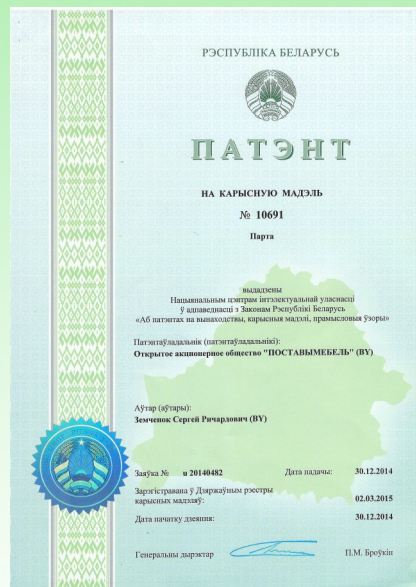 РЭСПУБЛІКА БЕЛАРУСЬ
ПАТЭНТ
НА КАРЫСНУЮ МАДЭЛЬ
№ 10691
Парта
выдадзены
Нацыянальным цэнтрам інтэлектуальнай уласнасці
ў адпаведнасці з Законам Рэспублікі Беларусь
«Аб патэнтах на вынаходствы, карысныя мадэлі, прамысловыя ўзоры»
Патэнтаўладальнік (патэнтаўладальнікі):
Открытое акционерное общество "ПОСТАВЫМЕБЕЛЬ" (BY)
Аўтар (аўтары):
Земченок Сергей Ричардович (BY)
Заяўка № u 20140482 Дата падачы: 30.12.2014
Зарэгістравана ў Дзяржаўным рэестры
карысных мадэляў: 02.03.2015
Дата пачатку дзеяння: 30.12.2014
Генеральны дырэктар П.М. Броўкін